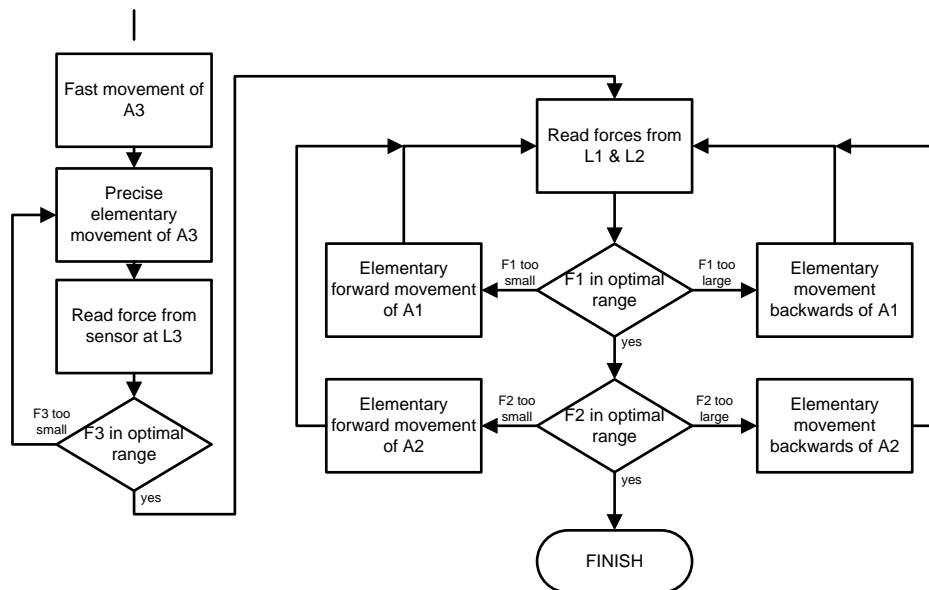 Fast movement of
A3
Precise
elementary
movement of A3
Read force from
sensor at L3
F3 too
small
F3 in optimal
range
yes
Read forces from
L1 & L2
Elementary
forward movement
of A1
F1 too
small
F1 in optimal
range
F1 too
large
Elementary
movement
backwards of A1
yes
Elementary
forward movement
of A2
F2 too
small
F2 in optimal
range
F2 too
large
Elementary
movement
backwards of A2
yes
FINISH